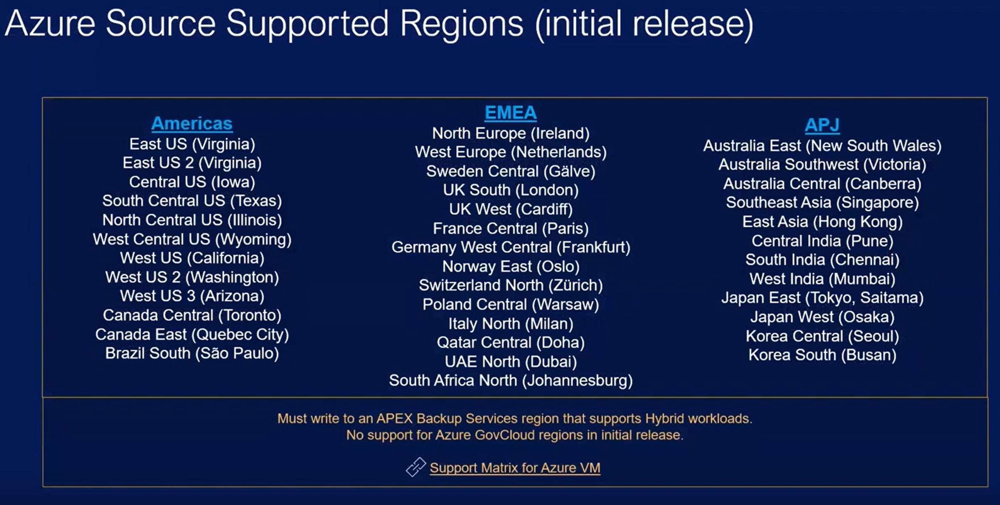 Azure Source Supported Regions (initial release)
Americas
East US (Virginia)
East US 2 (Virginia)
Central US (Iowa)
South Central US (Texas)
North Central US (Illinois)
West Central US (Wyoming)
West US (California)
West US 2 (Washington)
West US 3 (Arizona)
Canada Central (Toronto)
Canada East (Quebec City)
Brazil South (São Paulo)
EMEA
North Europe (Ireland)
West Europe (Netherlands)
Sweden Central (Gälve)
UK South (London)
UK West (Cardiff)
France Central (Paris)
Germany West Central (Frankfurt)
Norway East (Oslo)
Switzerland North (Zürich)
Poland Central (Warsaw)
Italy North (Milan)
Qatar Central (Doha)
UAE North (Dubai)
South Africa North (Johannesburg)
APJ
Australia East (New South Wales)
Australia Southwest (Victoria)
Australia Central (Canberra)
Southeast Asia (Singapore)
East Asia (Hong Kong)
Central India (Pune)
South India (Chennai)
West India (Mumbai)
Japan East (Tokyo, Saitama)
Japan West (Osaka)
Korea Central (Seoul)
Korea South (Busan)
Must write to an APEX Backup Services region that supports Hybrid workloads.
No support for Azure GovCloud regions in initial release.
Support Matrix for Azure VM